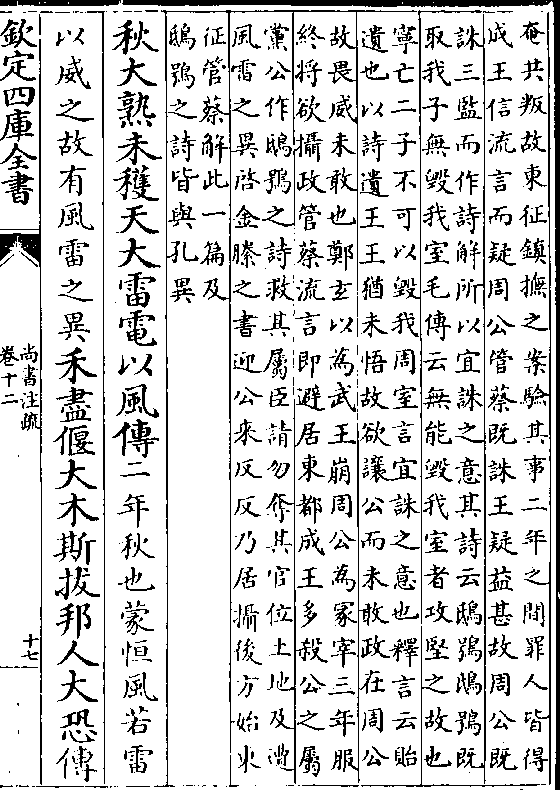 奄共叛故東征鎮撫之案驗其事二年之間罪人皆得
成王信流言而疑周公管蔡既誅王疑益甚故周公既
誅三監而作詩解所以宜誅之意其詩云鴟鴞鴟鴞既
取我子無毀我室毛傳云無能毀我室者攻堅之故也
寧亡二子不可以毀我周室言宜誅之意也釋言云貽
遺也以詩遺王王猶未悟故欲讓公而未敢政在周公
故畏威未敢也鄭玄以為武王崩周公為冢宰三年服
終將欲攝政管蔡流言即避居東都成王多殺公之屬
黨公作鴟鴞之詩救其屬臣請勿奪其官位土地及遭
風雷之異啓金縢之書迎公來反反乃居攝後方始東
征管蔡解此一篇及
鴟鴞之詩皆與孔異
秋大熟未穫天大雷電以風傳二年秋也蒙恒風若雷
以威之故有風雷之異禾盡偃大木斯拔邦人大恐傳
欽定四庫全書
尚書注疏
卷十二
十七